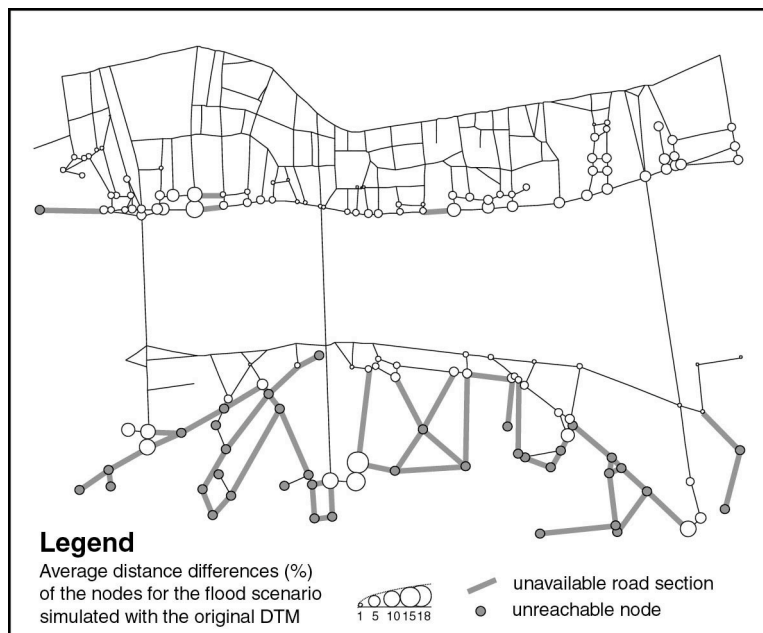 Legend
Average distance differences (%)
of the nodes for the flood scenario
simulated with the original DTM
1 5 10 15 18
unavailable road section
unreachable node